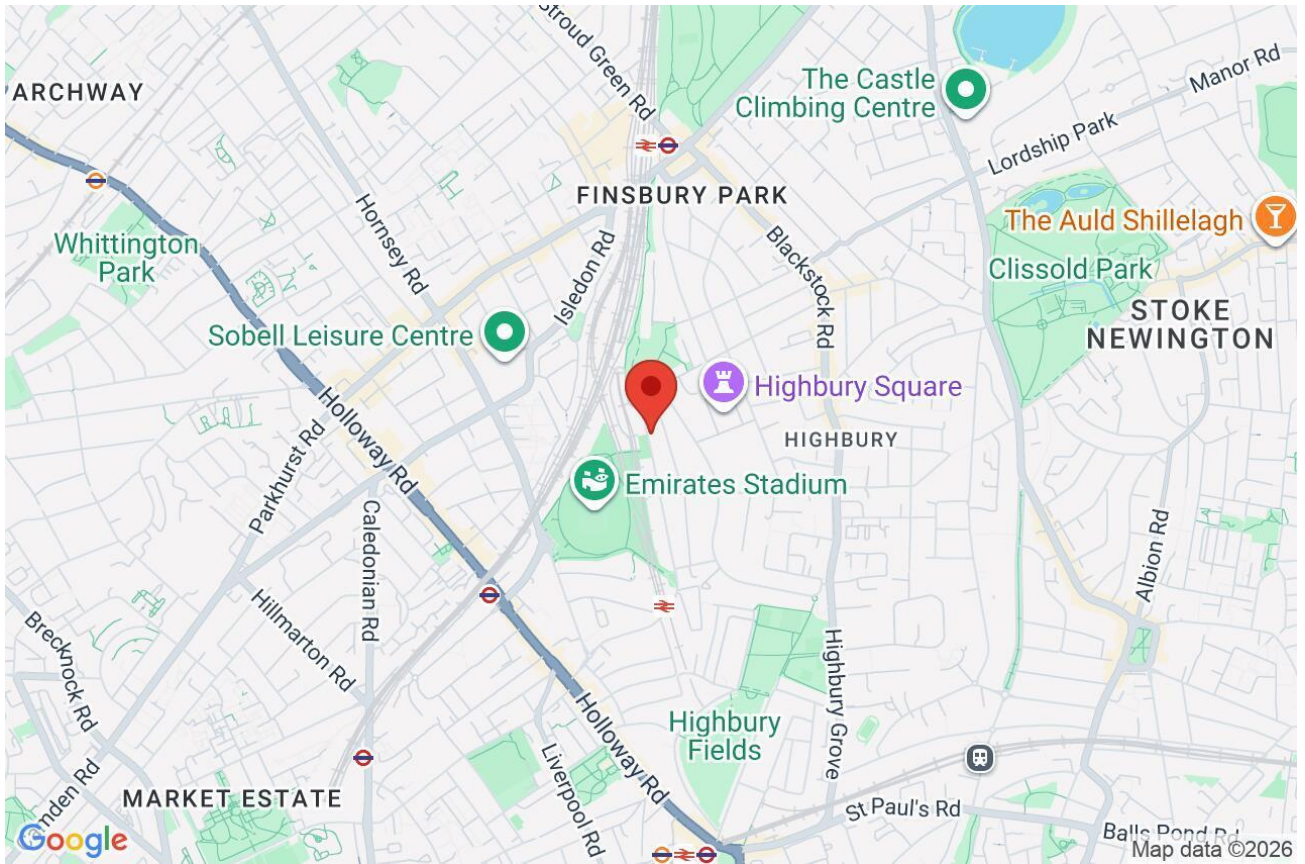 Stroud Green Rd
ARCHWAY
The Castle
Climbing Centre
Manor Rd
Lordship Park
FINSBURY PARK
Hornsey Rd
Whittington
Park
Isledon Rd
Blackstock Rd
The Auld Shillelagh
Clissold Park
STOKE
NEWINGTON
Sobell Leisure Centre
Highbury Square
Holloway Rd
HIGHBURY
Parkhurst Rd
Emirates Stadium
Caledonian Rd
Albion Rd
Hillmarton Rd
Brecknock Rd
Highbury Grove
Holloway Rd
Highbury
Fields
Liverpool Rd
mden Rd
MARKET ESTATE
St Paul's Rd
Balls Pond Rd
Google
Map data ©2026